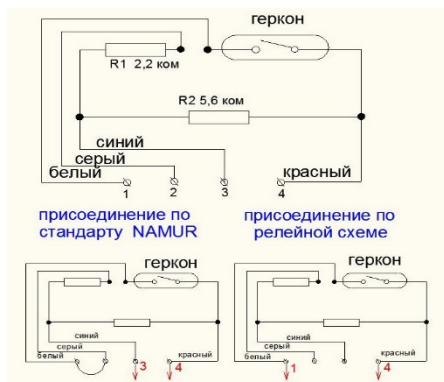 геркон
R1 2,2 ком
R2 5,6 ком
синий
серый
белый
красный
1 2 3 4
присоединение по
стандарту NAMUR
присоединение по
релейной схеме
геркон
синий
серый
белый
красный
3 4
геркон
синий
серый
белый
красный
1 4